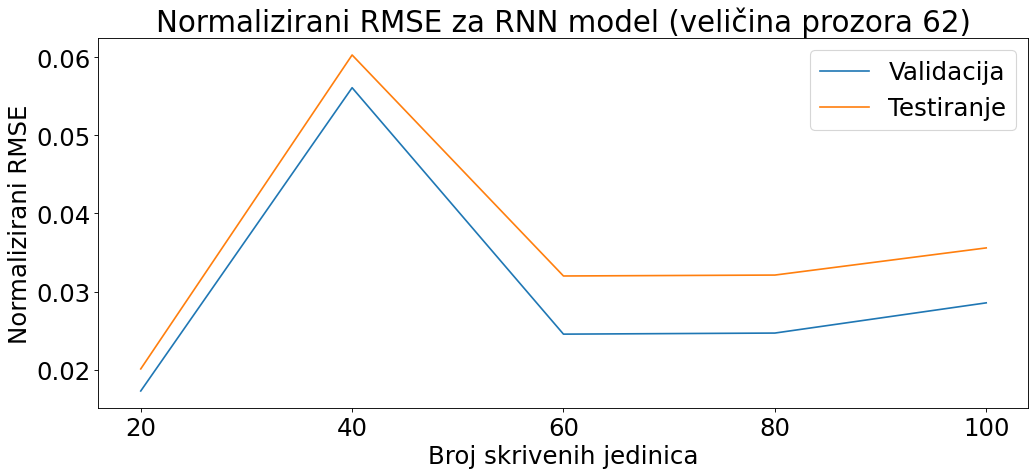 Normalizirani RMSE za RNN model (veličina prozora 62)
Validacija
Testiranje
Normalizirani RMSE
0.06
0.05
0.04
0.03
0.02
20 40 60 80 100
Broj skrivenih jedinica